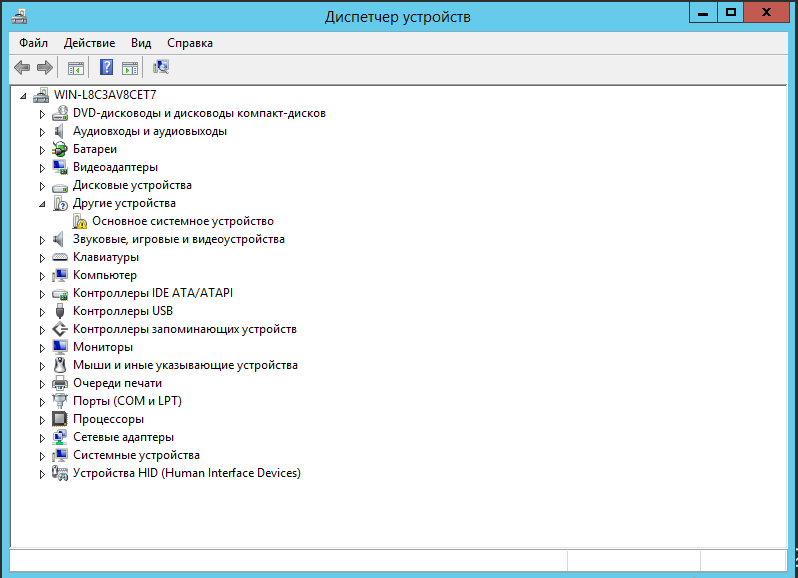 Диспетчер устройств
Файл Действие Вид Справка
WIN-L8C3AV8CET7
DVD-дисководы и дисководы компакт-дисков
Аудиовходы и аудиовыходы
Батареи
Видеоадаптеры
Дисковые устройства
Другие устройства
Основное системное устройство
Звуковые, игровые и видеоустройства
Клавиатуры
Компьютер
Контроллеры IDE ATA/ATAPI
Контроллеры USB
Контроллеры запоминающих устройств
Мониторы
Мыши и иные указывающие устройства
Очереди печати
Порты (COM и LPT)
Процессоры
Сетевые адаптеры
Системные устройства
Устройства HID (Human Interface Devices)